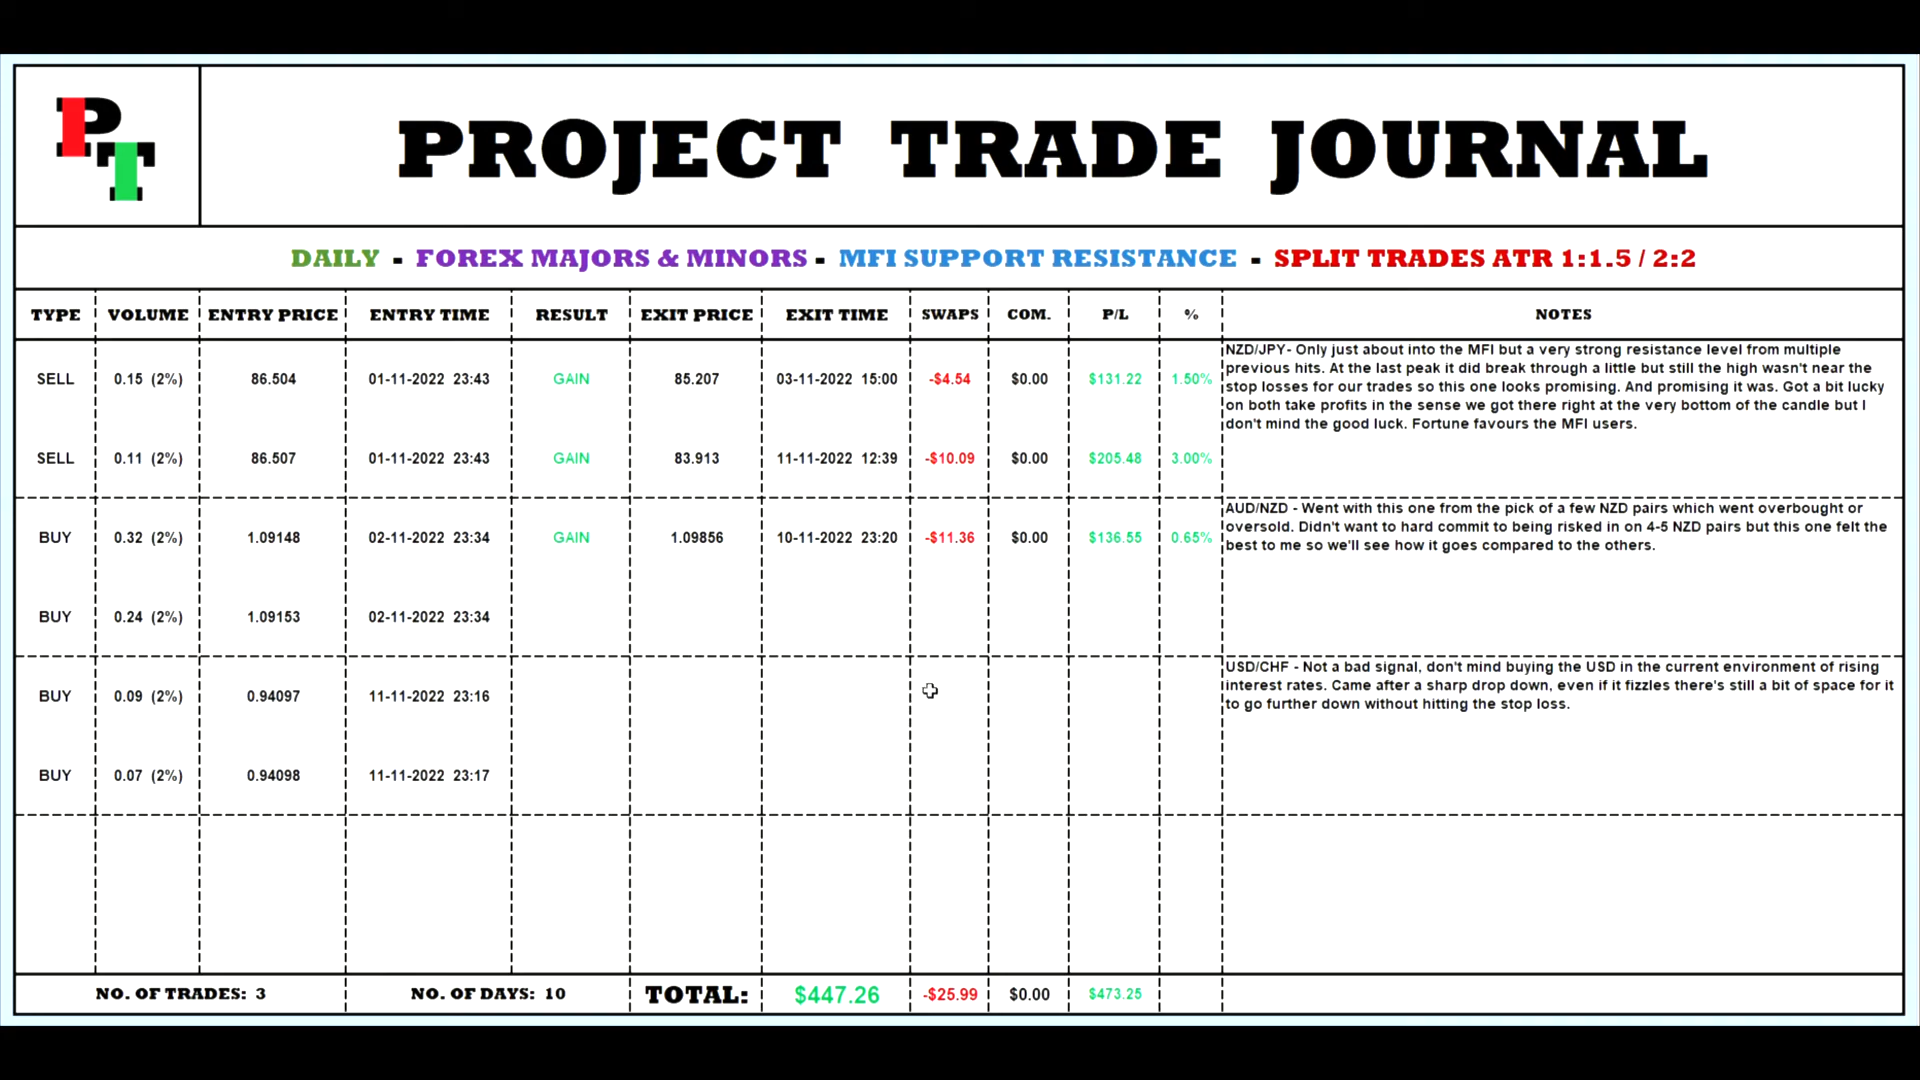 PT
PROJECT TRADE JOURNAL
DAILY - FOREX MAJORS & MINORS - MFI SUPPORT RESISTANCE - SPLIT TRADES ATR 1:1.5 / 2:2
TYPE VOLUME ENTRY PRICE ENTRY TIME RESULT EXIT PRICE EXIT TIME SWAPS COM. P/L % NOTES
SELL 0.15 (2%) 86.504 01-11-2022 23:43 GAIN 85.207 03-11-2022 15:00 -$4.54 $0.00 $131.22 1.50%
NZD/JPY- Only just about into the MFI but a very strong resistance level from multiple
previous hits. At the last peak it did break through a little but still the high wasn't near the
stop losses for our trades so this one looks promising. And promising it was. Got a bit lucky
on both take profits in the sense we got there right at the very bottom of the candle but I
don't mind the good luck. Fortune favours the MFI users.
SELL 0.11 (2%) 86.507 01-11-2022 23:43 GAIN 83.913 11-11-2022 12:39 -$10.09 $0.00 $205.48 3.00%
BUY 0.32 (2%) 1.09148 02-11-2022 23:34 GAIN 1.09856 10-11-2022 23:20 -$11.36 $0.00 $136.55 0.65%
AUD/NZD - Went with this one from the pick of a few NZD pairs which went overbought or
oversold. Didn't want to hard commit to being risked in on 4-5 NZD pairs but this one felt the
best to me so we'll see how it goes compared to the others.
BUY 0.24 (2%) 1.09153 02-11-2022 23:34
BUY 0.09 (2%) 0.94097 11-11-2022 23:16
USD/CHF - Not a bad signal, don't mind buying the USD in the current environment of rising
interest rates. Came after a sharp drop down, even if it fizzles there's still a bit of space for it
to go further down without hitting the stop loss.
BUY 0.07 (2%) 0.94098 11-11-2022 23:17
NO. OF TRADES: 3 NO. OF DAYS: 10 TOTAL: $447.26 -$25.99 $0.00 $473.25